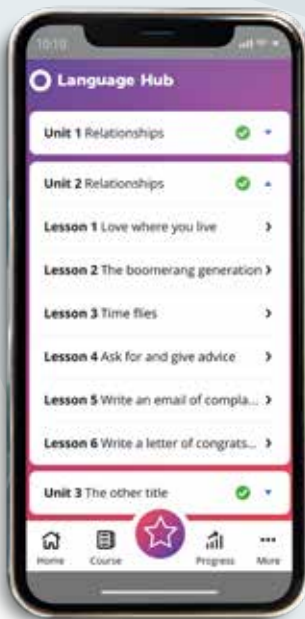 10:10
Language Hub
Unit 1 Relationships
Unit 2 Relationships
Lesson 1 Love where you live
Lesson 2 The boomerang generation
Lesson 3 Time flies
Lesson 4 Ask for and give advice
Lesson 5 Write an email of compla...
Lesson 6 Write a letter of congrats...
Unit 3 The other title
Home Course Progress More